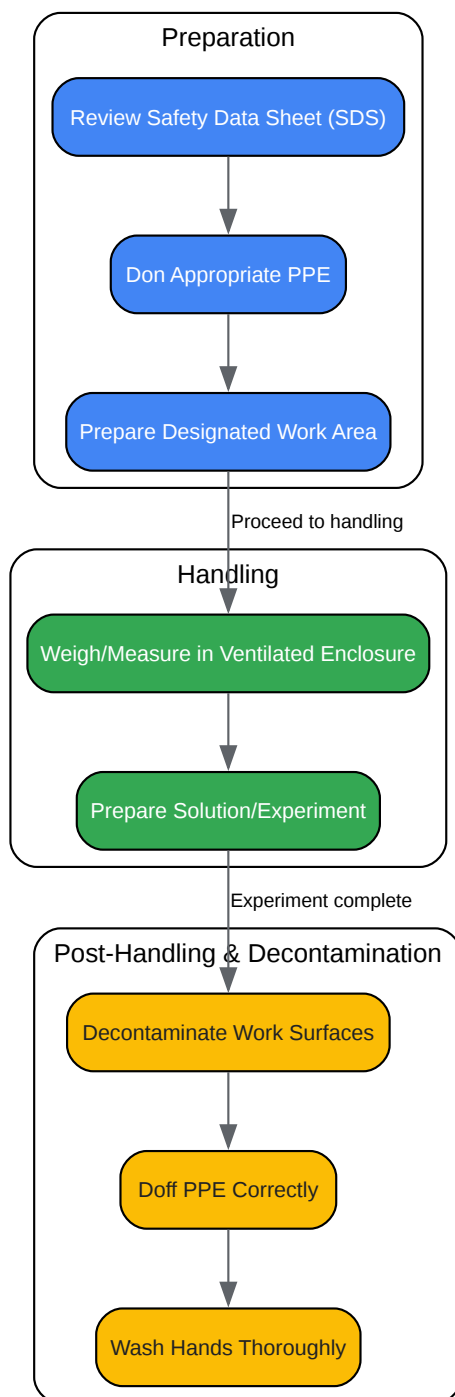 Preparation
Review Safety Data Sheet (SDS)
Don Appropriate PPE
Prepare Designated Work Area
Proceed to handling
Handling
Weigh/Measure in Ventilated Enclosure
Prepare Solution/Experiment
Experiment complete
Post-Handling & Decontamination
Decontaminate Work Surfaces
Doff PPE Correctly
Wash Hands Thoroughly